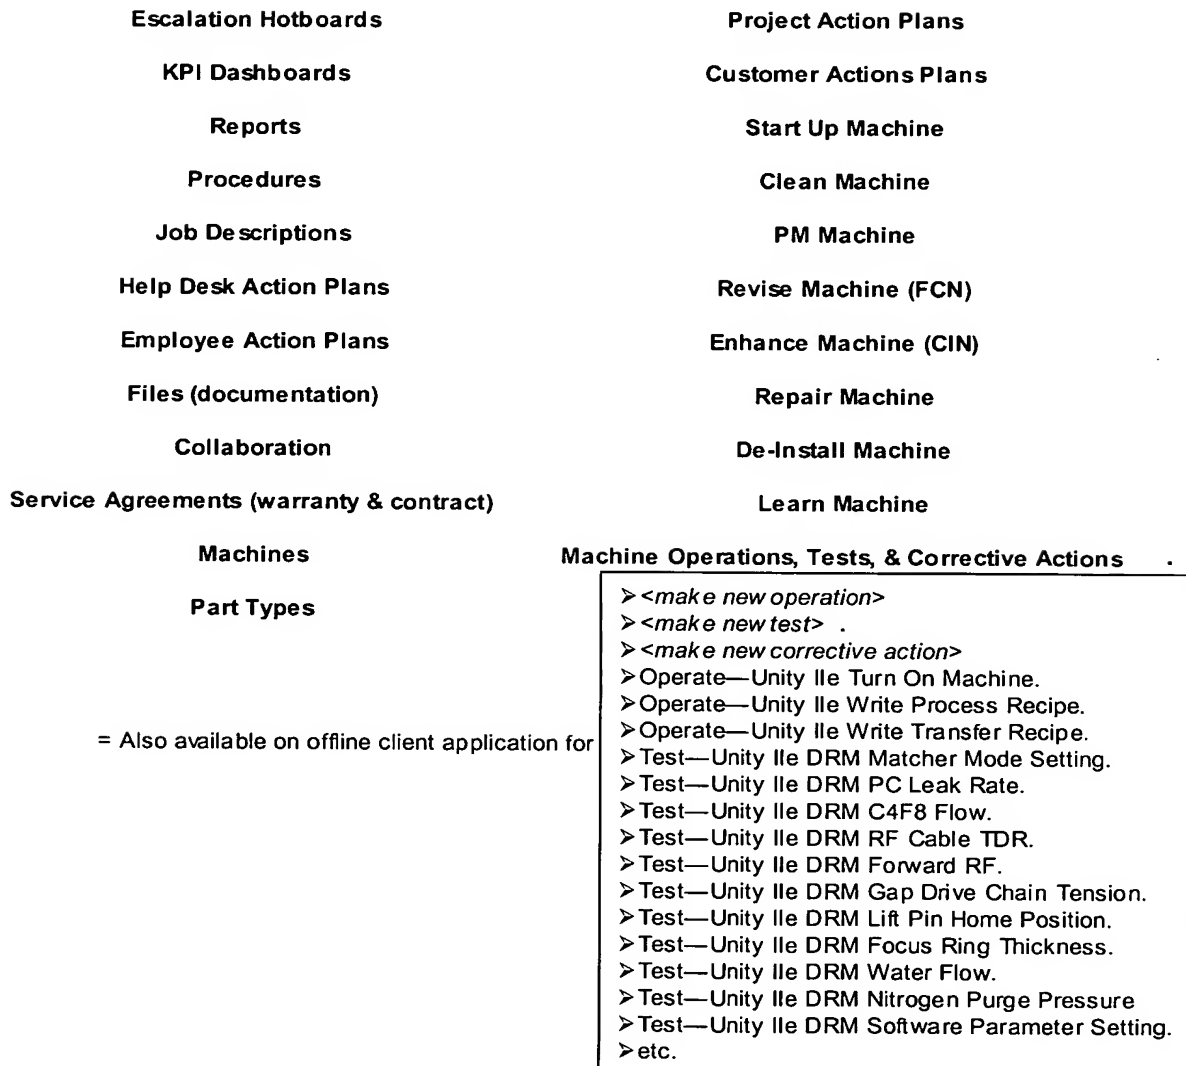 Escalation Hotboards
KPI Dashboards
Reports
Procedures
Job Descriptions
Help Desk Action Plans
Employee Action Plans
Files (documentation)
Collaboration
Service Agreements (warranty & contract)
Machines
Part Types
= Also available on offline client application for
Project Action Plans
Customer Actions Plans
Start Up Machine
Clean Machine
PM Machine
Revise Machine (FCN)
Enhance Machine (CIN)
Repair Machine
De-Install Machine
Learn Machine
Machine Operations, Tests, & Corrective Actions
➢<make new operation>
➢<make new test> .
➢<make new corrective action>
➢Operate—Unity IIe Turn On Machine.
➢Operate—Unity IIe Write Process Recipe.
➢Operate—Unity IIe Write Transfer Recipe.
➢Test—Unity IIe DRM Matcher Mode Setting.
➢Test—Unity IIe DRM PC Leak Rate.
➢Test—Unity IIe DRM C4F8 Flow.
➢Test—Unity IIe DRM RF Cable TDR.
➢Test—Unity IIe DRM Forward RF.
➢Test—Unity IIe DRM Gap Drive Chain Tension.
➢Test—Unity IIe DRM Lift Pin Home Position.
➢Test—Unity IIe DRM Focus Ring Thickness.
➢Test—Unity IIe DRM Water Flow.
➢Test—Unity IIe DRM Nitrogen Purge Pressure
➢Test—Unity IIe DRM Software Parameter Setting.
➢etc.